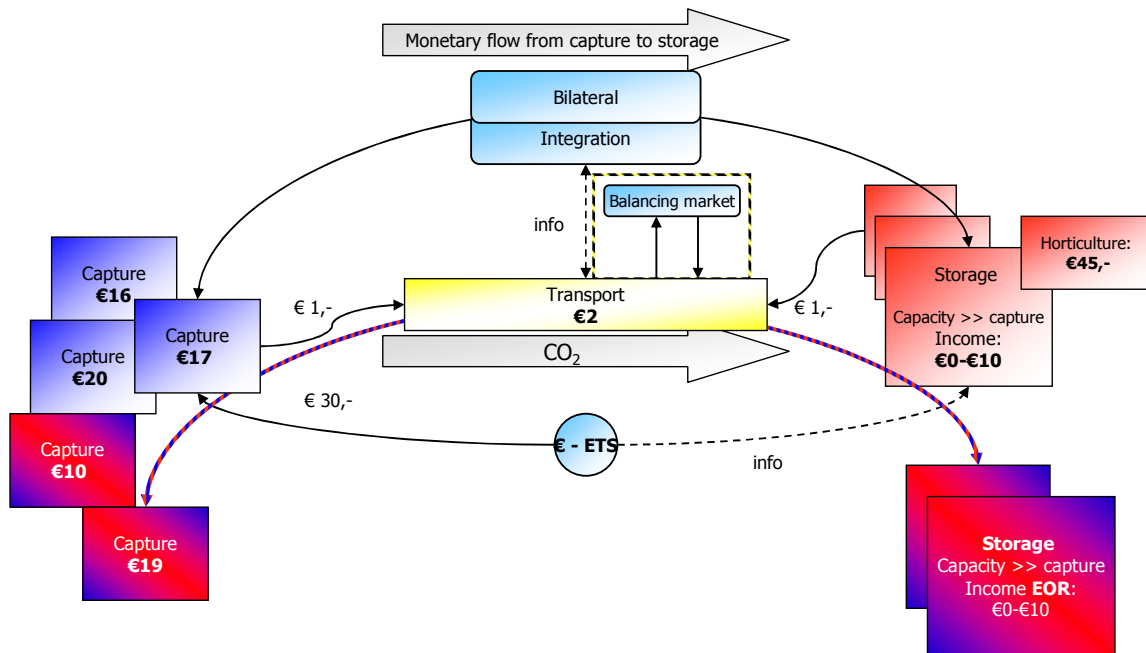 Monetary flow from capture to storage
Bilateral
Integration
Balancing market
info
Horticulture:
€45,-
Capture
€16
Storage
Capacity >> capture
Income:
€0-€10
Transport
€2
€ 1,-
€ 1,-
Capture
€17
Capture
€20
CO₂
€ 30,-
€ - ETS
info
Capture
€10
Capture
€19
Storage
Capacity >> capture
Income EOR:
€0-€10